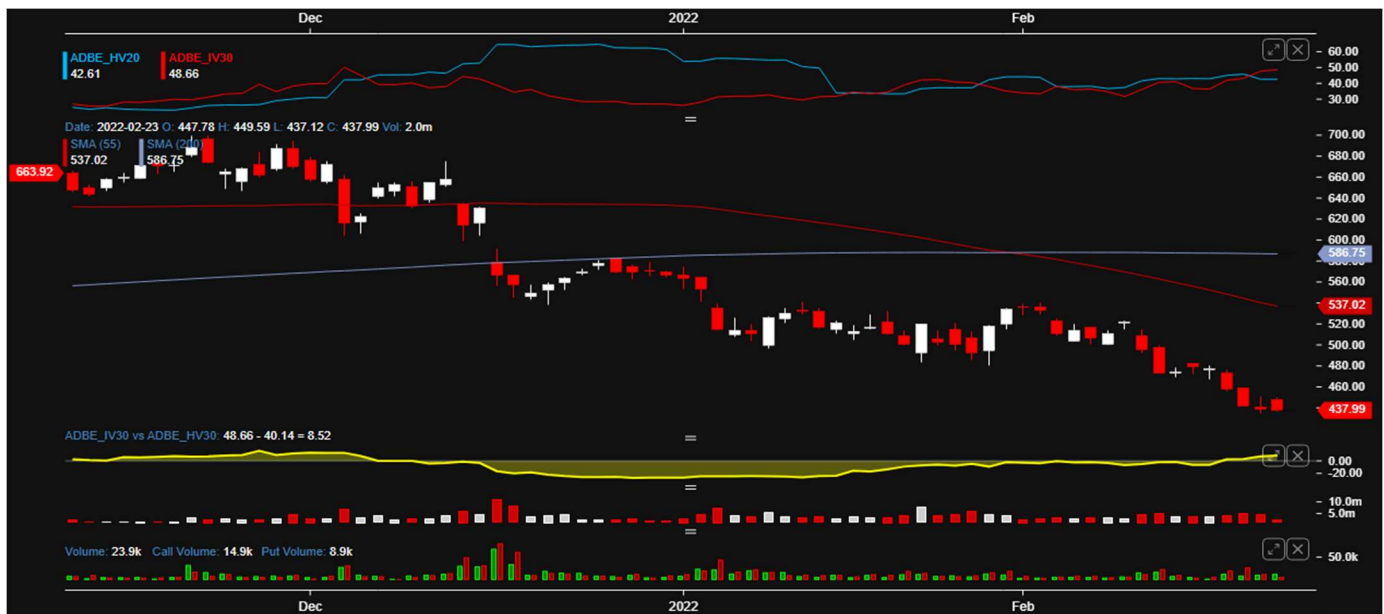 Dec 2022 Feb
ADBE_HV20 ADBE_IV30
42.61 48.66
60.00
50.00
40.00
30.00
Date: 2022-02-23 O: 447.78 H: 449.59 L: 437.12 C: 437.99 Vol: 2.0m
SMA (55) SMA (200)
537.02 586.75
663.92
700.00
680.00
660.00
640.00
620.00
600.00
586.75
580.00
560.00
537.02
520.00
500.00
480.00
460.00
437.99
ADBE_IV30 vs ADBE_HV30: 48.66 - 40.14 = 8.52
0.00
-20.00
10.0m
5.0m
Volume: 23.9k Call Volume: 14.9k Put Volume: 8.9k
50.0k
Dec 2022 Feb